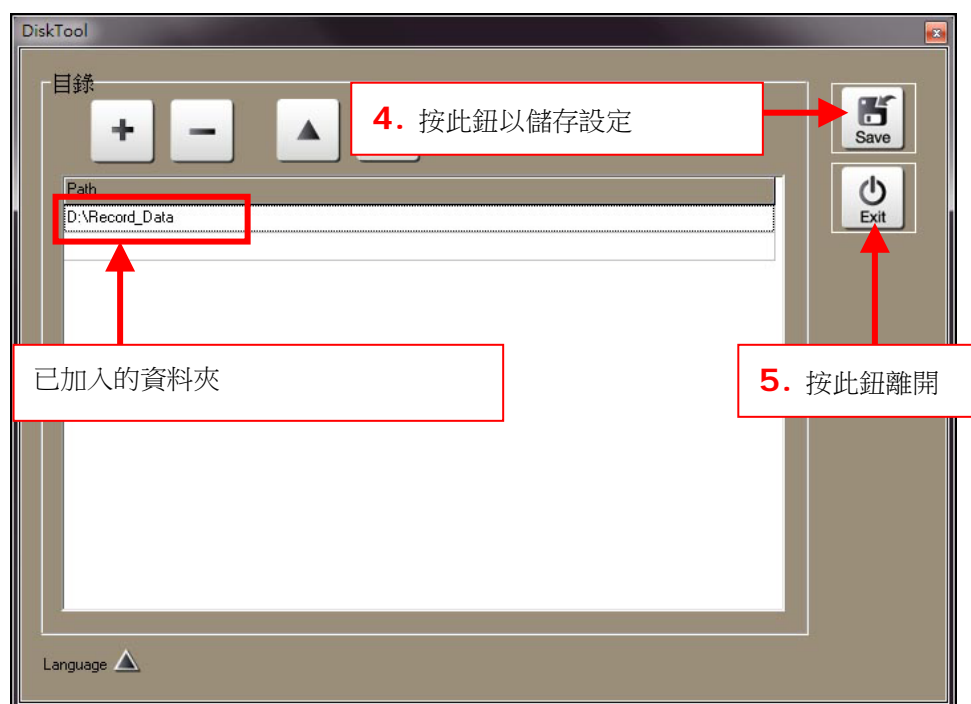 DiskTool
目錄
+ −
4. 按此鈕以儲存設定
Save
Path
D:\Record_Data
Exit
已加入的資料夾
5. 按此鈕離開
Language